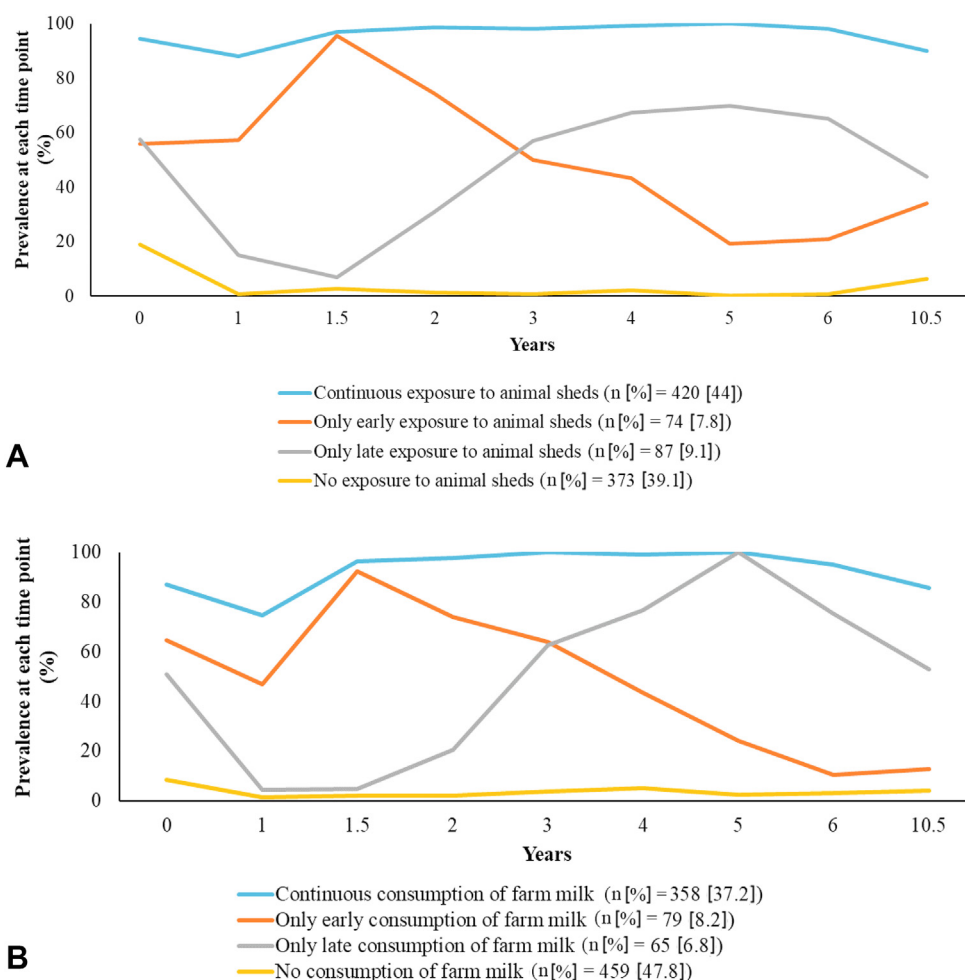 Prevalence at each time point
(%)
100
80
60
40
20
0
0 1 1.5 2 3 4 5 6 10.5
Years
Continuous exposure to animal sheds (n [%] = 420 [44])
Only early exposure to animal sheds (n [%] = 74 [7.8])
Only late exposure to animal sheds (n [%] = 87 [9.1])
No exposure to animal sheds (n [%] = 373 [39.1])
A
Prevalence at each time point
(%)
100
80
60
40
20
0
0 1 1.5 2 3 4 5 6 10.5
Years
Continuous consumption of farm milk (n [%] = 358 [37.2])
Only early consumption of farm milk (n [%] = 79 [8.2])
Only late consumption of farm milk (n [%] = 65 [6.8])
No consumption of farm milk (n [%] = 459 [47.8])
B